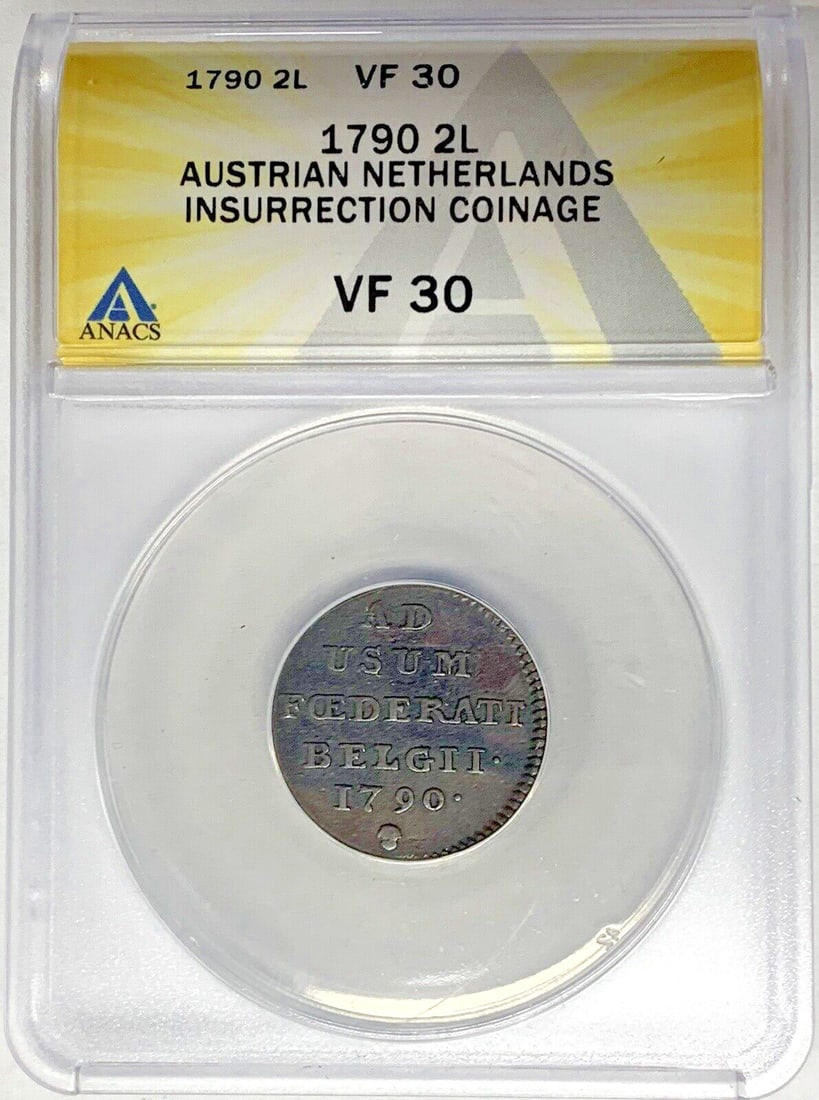 1790 2L VF 30
1790 2L
AUSTRIAN NETHERLANDS
INSURRECTION COINAGE
VF 30
ANACS
AD
USUM
FŒDERATI
BELGII·
·1790·